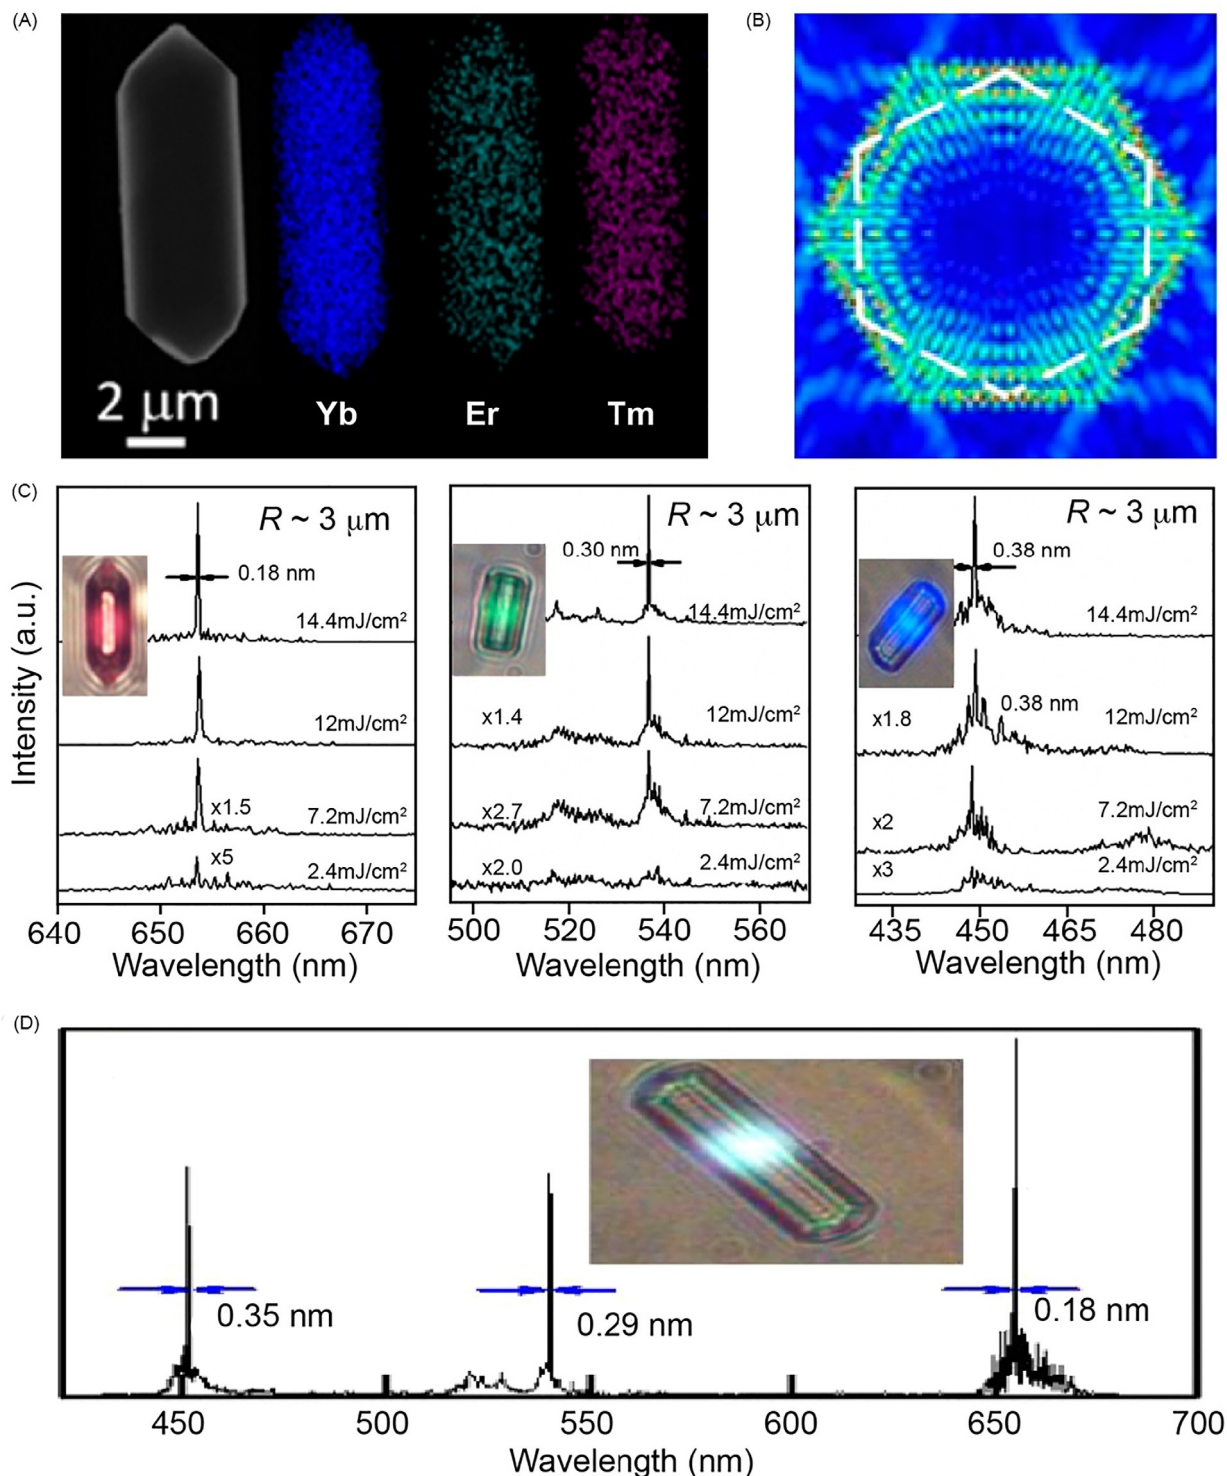 (A)
2 μm
Yb
Er
Tm
(B)
(C)
Intensity (a.u.)
R ~ 3 μm
0.18 nm
14.4mJ/cm²
12mJ/cm²
x1.5
7.2mJ/cm²
x5
2.4mJ/cm²
640 650 660 670
Wavelength (nm)
R ~ 3 μm
0.30 nm
14.4mJ/cm²
x1.4
12mJ/cm²
x2.7
7.2mJ/cm²
x2.0
2.4mJ/cm²
500 520 540 560
Wavelength (nm)
R ~ 3 μm
0.38 nm
14.4mJ/cm²
0.38 nm
x1.8
12mJ/cm²
7.2mJ/cm²
x2
x3
2.4mJ/cm²
435 450 465 480
Wavelength (nm)
(D)
0.35 nm
0.29 nm
0.18 nm
450 500 550 600 650 700
Wavelength (nm)